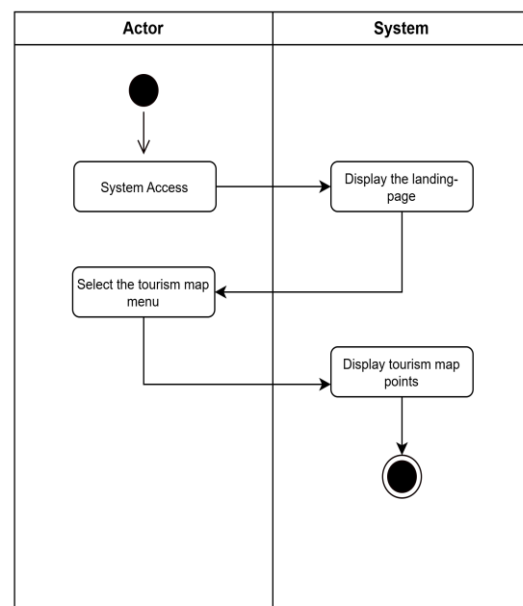 Actor
System
System Access
Display the landing-
page
Select the tourism map
menu
Display tourism map
points